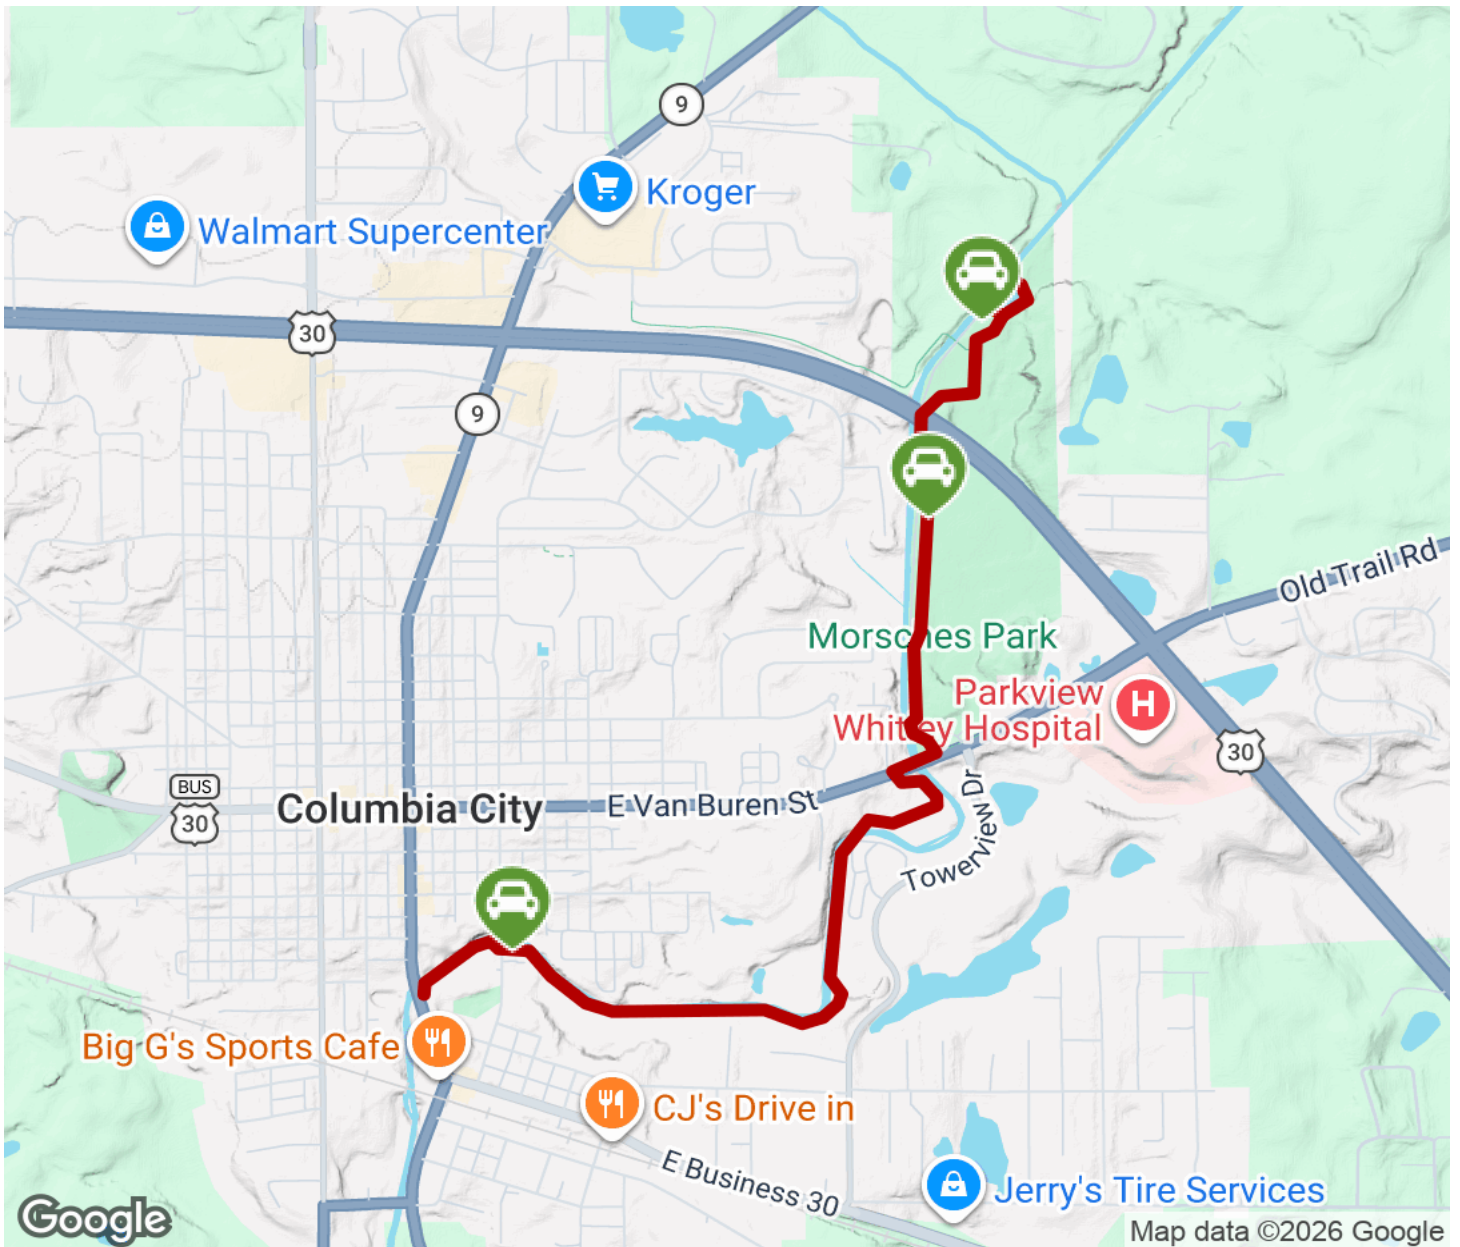 9
Kroger
Walmart Supercenter
30
9
Old Trail Rd
Morsches Park
Parkview
Whitley Hospital
H
30
BUS
30
Columbia City
E Van Buren St
Towerview Dr
Big G's Sports Cafe
CJ's Drive in
E Business 30
Jerry's Tire Services
Google
Map data ©2026 Google